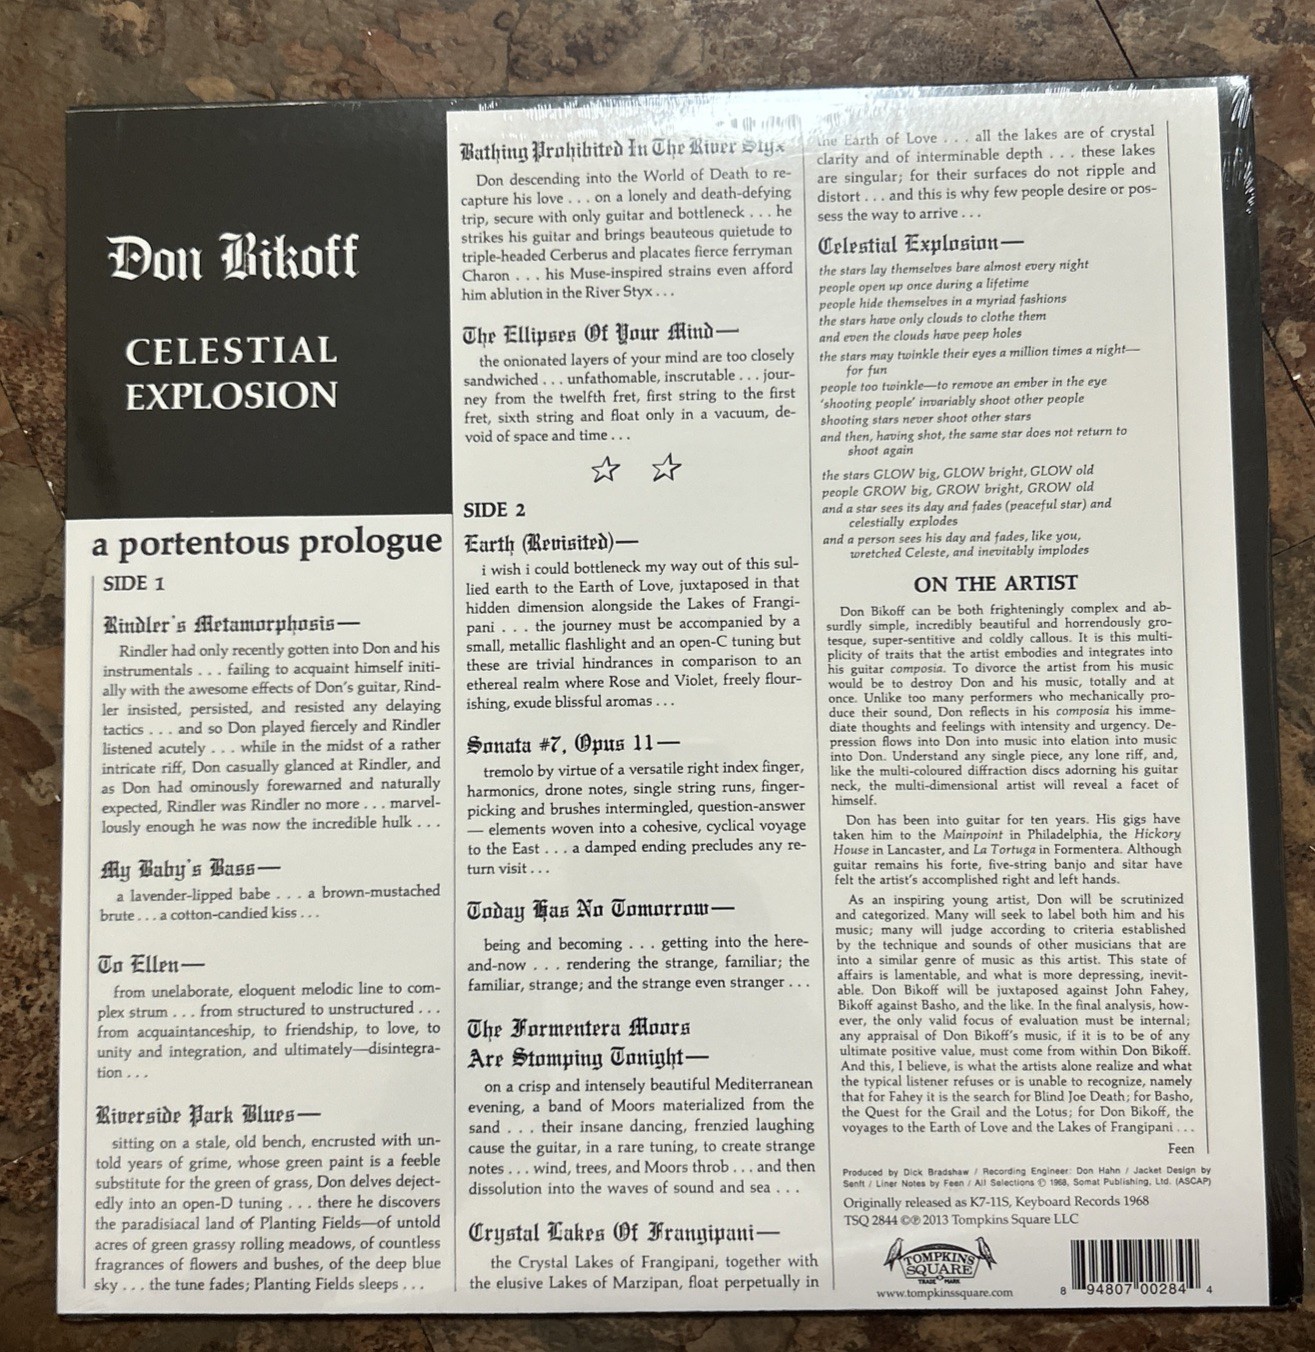 Don Bikoff
CELESTIAL
EXPLOSION
a portentous prologue
SIDE 1
Rindler's Metamorphosis—
Rindler had only recently gotten into Don and his
instrumentals . . . failing to acquaint himself initi-
ally with the awesome effects of Don's guitar, Rind-
ler insisted, persisted, and resisted any delaying
tactics . . . and so Don played fiercely and Rindler
listened acutely . . . while in the midst of a rather
intricate riff, Don casually glanced at Rindler, and
as Don had ominously forewarned and naturally
expected, Rindler was Rindler no more . . . marvel-
lously enough he was now the incredible hulk . . .
My Baby's Bass—
a lavender-lipped babe . . . a brown-mustached
brute . . . a cotton-candied kiss . . .
To Ellen—
from unelaborate, eloquent melodic line to com-
plex strum . . . from structured to unstructured . . .
from acquaintanceship, to friendship, to love, to
unity and integration, and ultimately—disintegra-
tion . . .
Riverside Park Blues—
sitting on a stale, old bench, encrusted with un-
told years of grime, whose green paint is a feeble
substitute for the green of grass, Don delves deject-
edly into an open-D tuning . . . there he discovers
the paradisiacal land of Planting Fields—of untold
acres of green grassy rolling meadows, of countless
fragrances of flowers and bushes, of the deep blue
sky . . . the tune fades; Planting Fields sleeps . . .
Bathing Prohibited In The River Styx
Don descending into the World of Death to re-
capture his love . . . on a lonely and death-defying
trip, secure with only guitar and bottleneck . . . he
strikes his guitar and brings beauteous quietude to
triple-headed Cerberus and placates fierce ferryman
Charon . . . his Muse-inspired strains even afford
him ablution in the River Styx . . .
The Ellipses Of Your Mind—
the onionated layers of your mind are too closely
sandwiched . . . unfathomable, inscrutable . . . jour-
ney from the twelfth fret, first string to the first
fret, sixth string and float only in a vacuum, de-
void of space and time . . .
☆ ☆
SIDE 2
Earth (Revisited)—
i wish i could bottleneck my way out of this sul-
lied earth to the Earth of Love, juxtaposed in that
hidden dimension alongside the Lakes of Frangi-
pani . . . the journey must be accompanied by a
small, metallic flashlight and an open-C tuning but
these are trivial hindrances in comparison to an
ethereal realm where Rose and Violet, freely flour-
ishing, exude blissful aromas . . .
Sonata #7, Opus 11—
tremolo by virtue of a versatile right index finger,
harmonics, drone notes, single string runs, finger-
picking and brushes intermingled, question-answer
— elements woven into a cohesive, cyclical voyage
to the East . . . a damped ending precludes any re-
turn visit . . .
Today Has No Tomorrow—
being and becoming . . . getting into the here-
and-now . . . rendering the strange, familiar; the
familiar, strange; and the strange even stranger . . .
The Formentera Moors
Are Stomping Tonight—
on a crisp and intensely beautiful Mediterranean
evening, a band of Moors materialized from the
sand . . . their insane dancing, frenzied laughing
cause the guitar, in a rare tuning, to create strange
notes . . . wind, trees, and Moors throb . . . and then
dissolution into the waves of sound and sea . . .
Crystal Lakes Of Frangipani—
the Crystal Lakes of Frangipani, together with
the elusive Lakes of Marzipan, float perpetually in
the Earth of Love . . . all the lakes are of crystal
clarity and of interminable depth . . . these lakes
are singular; for their surfaces do not ripple and
distort . . . and this is why few people desire or pos-
sess the way to arrive . . .
Celestial Explosion—
the stars lay themselves bare almost every night
people open up once during a lifetime
people hide themselves in a myriad fashions
the stars have only clouds to clothe them
and even the clouds have peep holes
the stars may twinkle their eyes a million times a night—
for fun
people too twinkle—to remove an ember in the eye
'shooting people' invariably shoot other people
shooting stars never shoot other stars
and then, having shot, the same star does not return to
shoot again
the stars GLOW big, GLOW bright, GLOW old
people GROW big, GROW bright, GROW old
and a star sees its day and fades (peaceful star) and
celestially explodes
and a person sees his day and fades, like you,
wretched Celeste, and inevitably implodes
ON THE ARTIST
Don Bikoff can be both frighteningly complex and ab-
surdly simple, incredibly beautiful and horrendously gro-
tesque, super-sentitive and coldly callous. It is this multi-
plicity of traits that the artist embodies and integrates into
his guitar composia. To divorce the artist from his music
would be to destroy Don and his music, totally and at
once. Unlike too many performers who mechanically pro-
duce their sound, Don reflects in his composia his imme-
diate thoughts and feelings with intensity and urgency. De-
pression flows into Don into music into elation into music
into Don. Understand any single piece, any lone riff, and,
like the multi-coloured diffraction discs adorning his guitar
neck, the multi-dimensional artist will reveal a facet of
himself.
Don has been into guitar for ten years. His gigs have
taken him to the Mainpoint in Philadelphia, the Hickory
House in Lancaster, and La Tortuga in Formentera. Although
guitar remains his forte, five-string banjo and sitar have
felt the artist's accomplished right and left hands.
As an inspiring young artist, Don will be scrutinized
and categorized. Many will seek to label both him and his
music; many will judge according to criteria established
by the technique and sounds of other musicians that are
into a similar genre of music as this artist. This state of
affairs is lamentable, and what is more depressing, inevit-
able. Don Bikoff will be juxtaposed against John Fahey,
Bikoff against Basho, and the like. In the final analysis, how-
ever, the only valid focus of evaluation must be internal;
any appraisal of Don Bikoff's music, if it is to be of any
ultimate positive value, must come from within Don Bikoff.
And this, I believe, is what the artists alone realize and what
the typical listener refuses or is unable to recognize, namely
that for Fahey it is the search for Blind Joe Death; for Basho,
the Quest for the Grail and the Lotus; for Don Bikoff, the
voyages to the Earth of Love and the Lakes of Frangipani . . .
Feen
Produced by Dick Bradshaw / Recording Engineer: Don Hahn / Jacket Design by
Senft / Liner Notes by Feen / All Selections ℗ 1968, Somat Publishing, Ltd. (ASCAP)
Originally released as K7-11S, Keyboard Records 1968
TSQ 2844 ©℗ 2013 Tompkins Square LLC
TOMPKINS
SQUARE
TRADE MARK
www.tompkinssquare.com
8 94807 00284 4